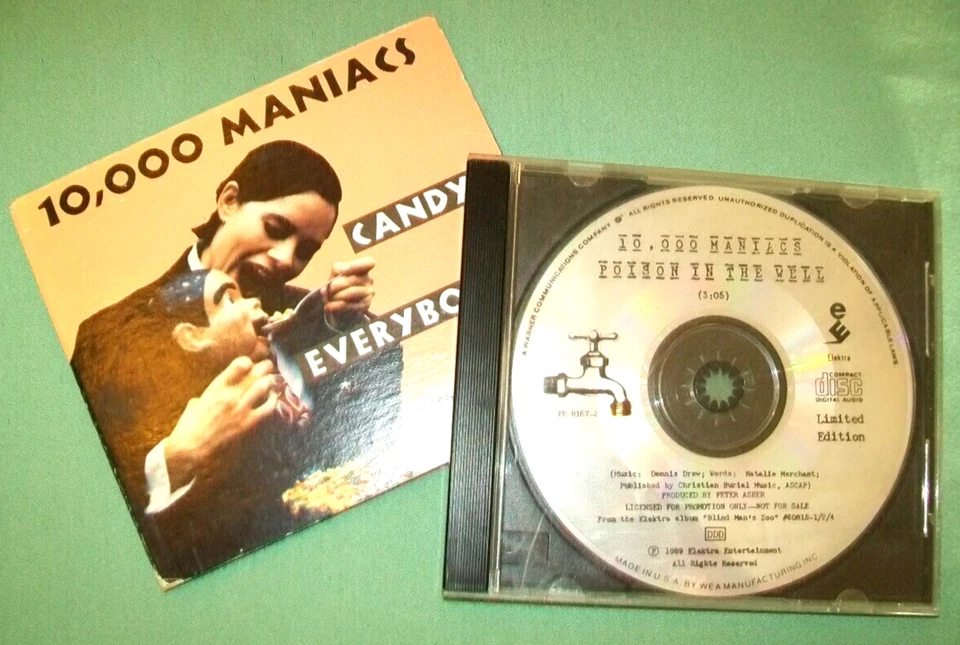 10,000 MANIACS
CANDY
EVERYBO
A WARNER COMMUNICATIONS COMPANY ALL RIGHTS RESERVED. UNAUTHORIZED DUPLICATION IS A VIOLATION OF APPLICABLE LAWS.
10,000 MANIACS
POISON IN THE WELL
(3:05)
e
Elektra
COMPACT
disc
DIGITAL AUDIO
PR 8167-2
Limited
Edition
(Music: Dennis Drew; Words: Natalie Merchant;
Published by Christian Burial Music, ASCAP)
PRODUCED BY PETER ASHER
LICENSED FOR PROMOTION ONLY—NOT FOR SALE
From the Elektra album "Blind Man's Zoo" #60815-1/2/4
DDD
℗ 1989 Elektra Entertainment
All Rights Reserved
MADE IN U.S.A. BY WEA MANUFACTURING INC.